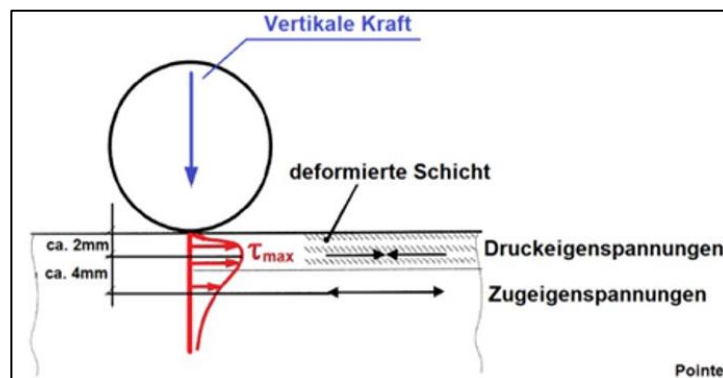 Vertikale Kraft
deformierte Schicht
ca. 2mm
τmax
Druckeigenspannungen
ca. 4mm
Zugeigenspannungen
Pointe